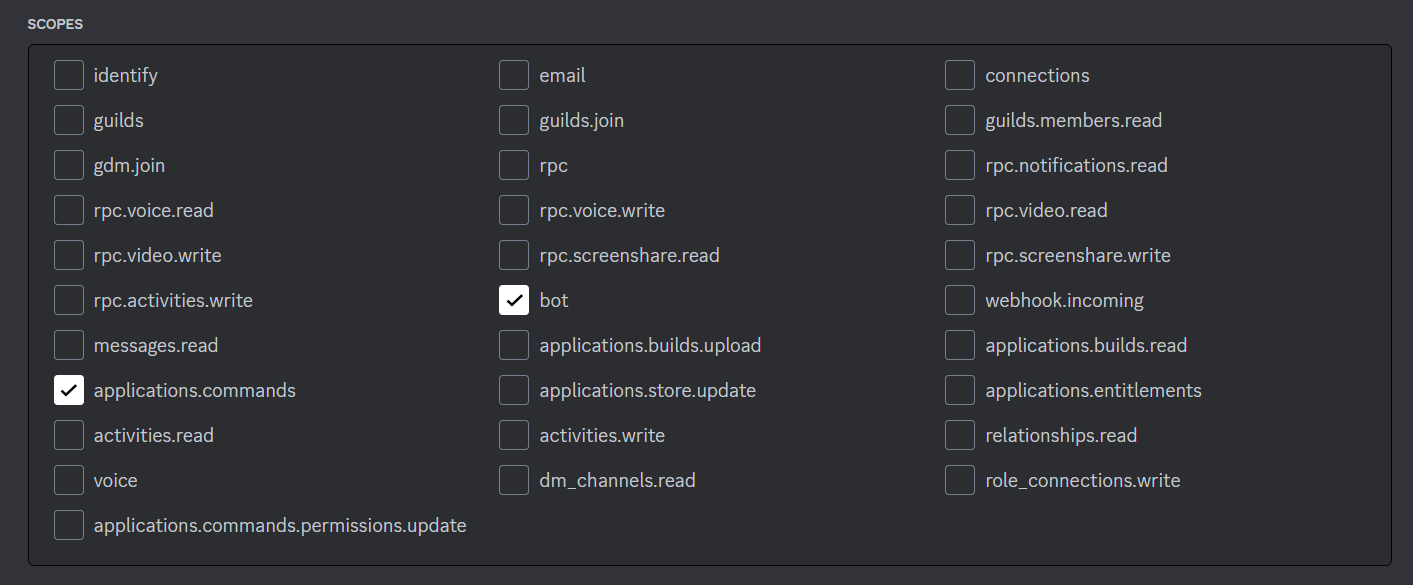 SCOPES
identify email connections
guilds guilds.join guilds.members.read
gdm.join rpc rpc.notifications.read
rpc.voice.read rpc.voice.write rpc.video.read
rpc.video.write rpc.screenshare.read rpc.screenshare.write
rpc.activities.write bot webhook.incoming
messages.read applications.builds.upload applications.builds.read
applications.commands applications.store.update applications.entitlements
activities.read activities.write relationships.read
voice dm_channels.read role_connections.write
applications.commands.permissions.update